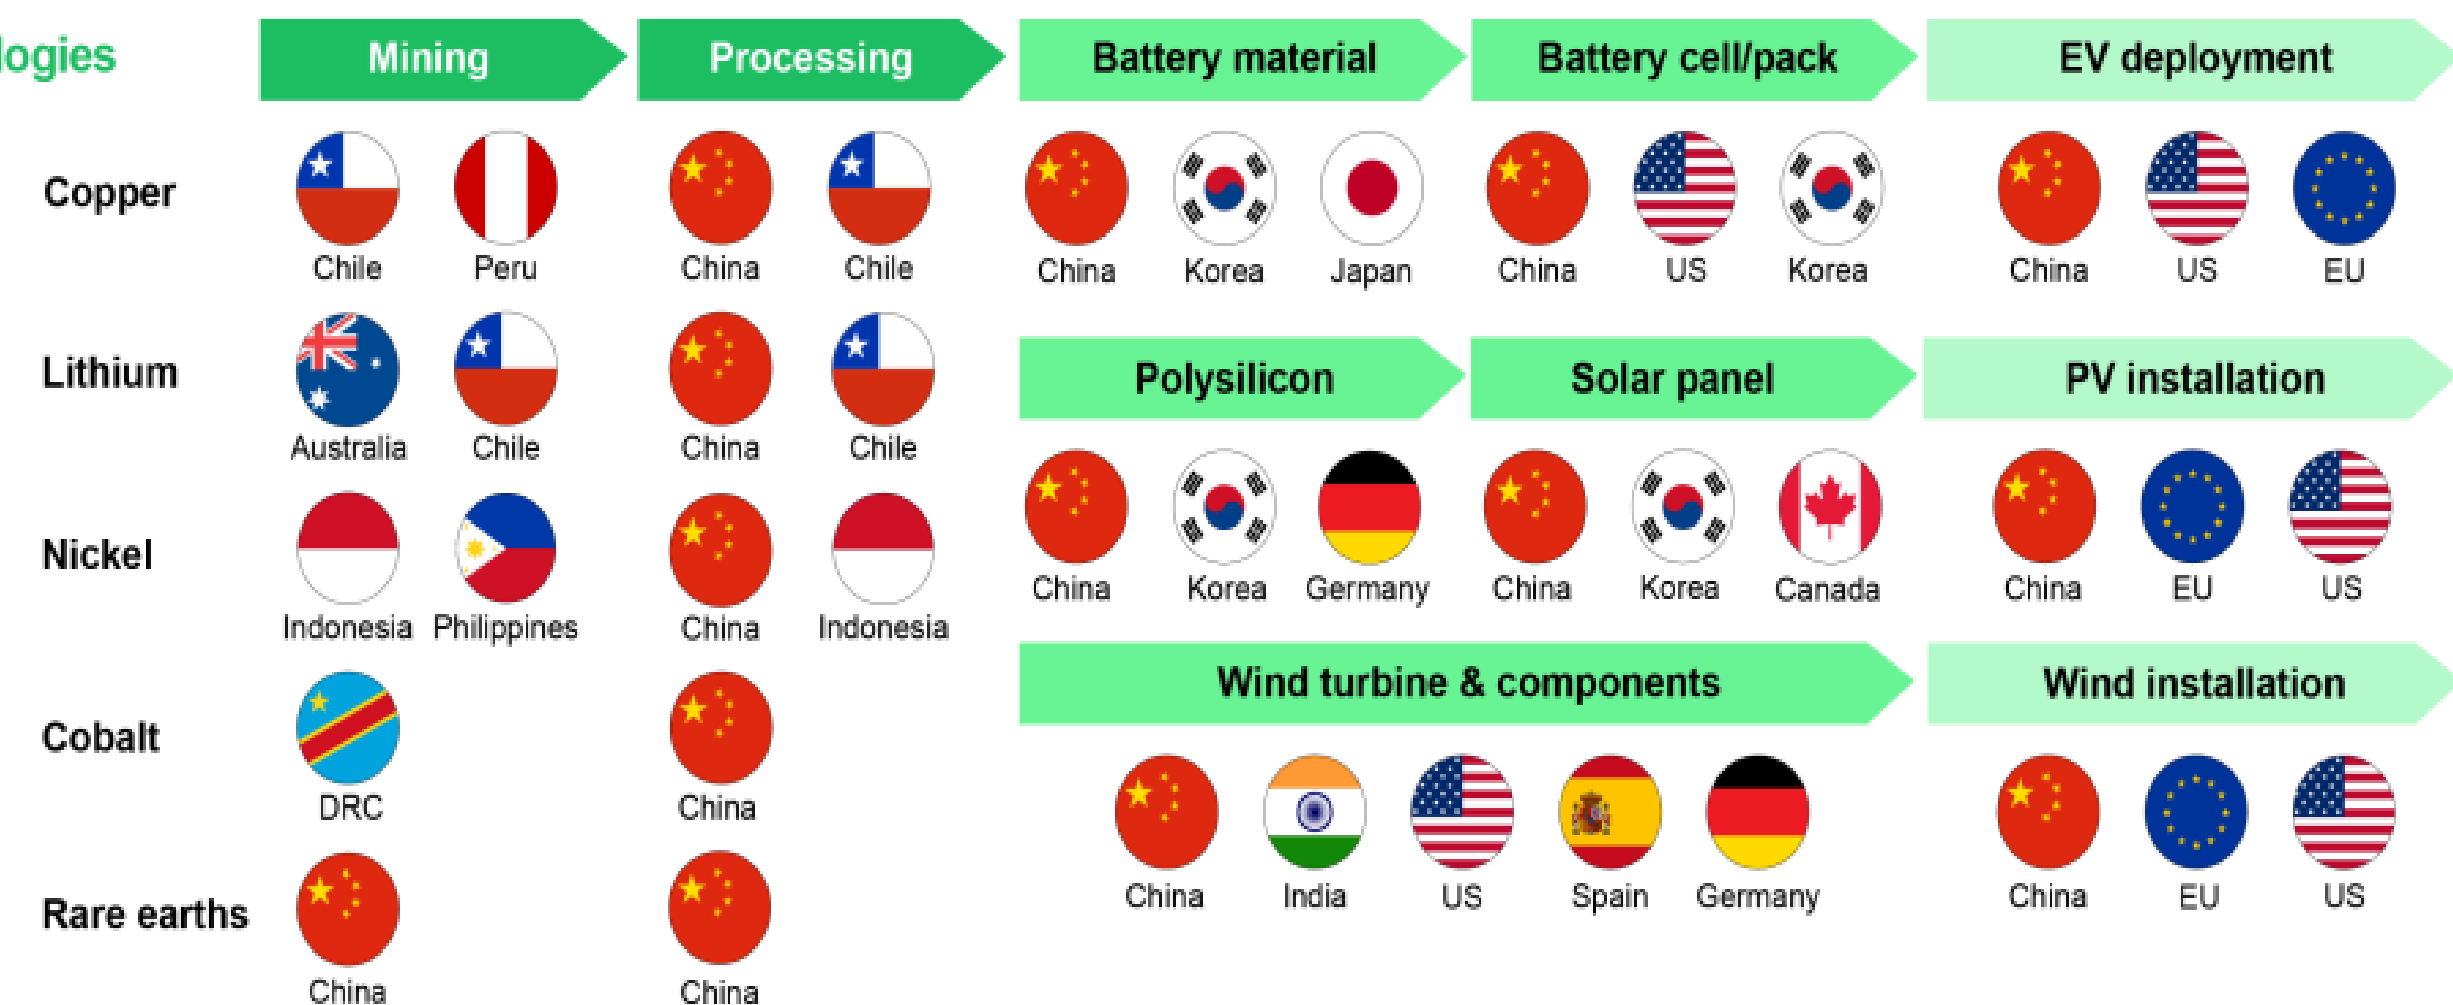 logies
Mining
Processing
Battery material
Battery cell/pack
EV deployment
Copper
Chile
Peru
China
Chile
China
Korea
Japan
China
US
Korea
China
US
EU
Lithium
Australia
Chile
China
Chile
Polysilicon
Solar panel
PV installation
China
Korea
Germany
China
Korea
Canada
China
EU
US
Nickel
Indonesia
Philippines
China
Indonesia
Wind turbine & components
Wind installation
Cobalt
DRC
China
China
India
US
Spain
Germany
China
EU
US
Rare earths
China
China